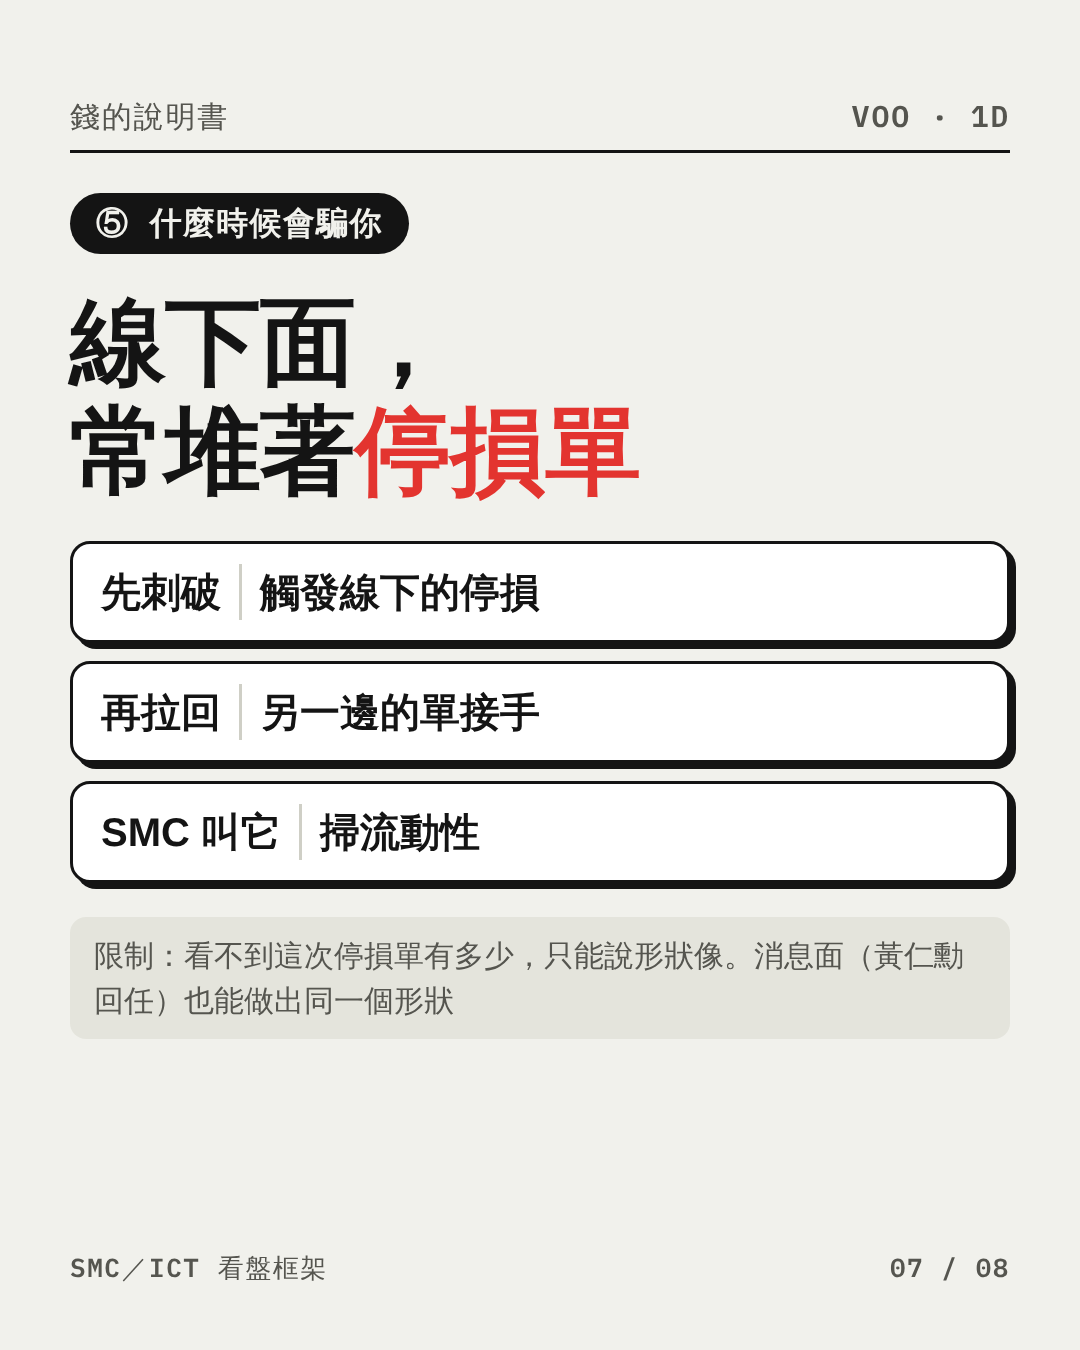 錢的說明書
VOO · 1D
⑤ 什麼時候會騙你
線下面，
常堆著停損單
先刺破 觸發線下的停損
再拉回 另一邊的單接手
SMC 叫它 掃流動性
限制：看不到這次停損單有多少，只能說形狀像。消息面（黃仁勳
回任）也能做出同一個形狀
SMC／ICT 看盤框架
07 / 08